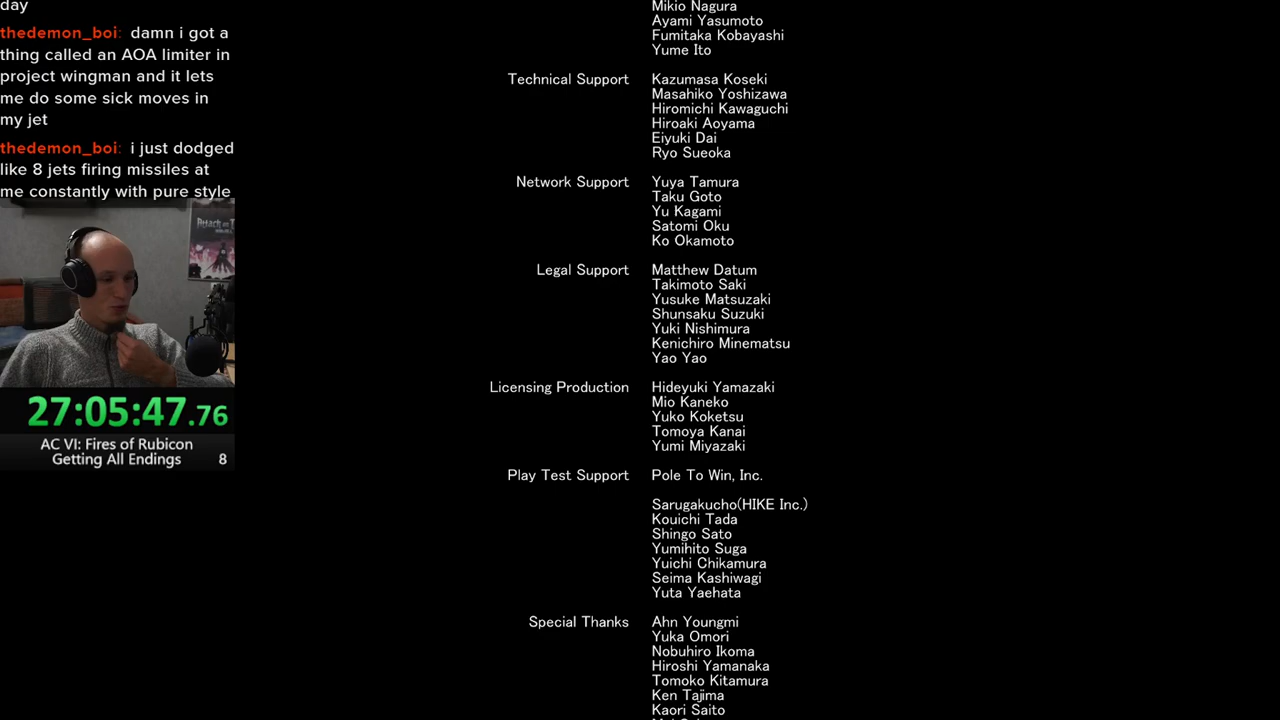 day
thedemon_boi: damn i got a
thing called an AOA limiter in
project wingman and it lets
me do some sick moves in
my jet
thedemon_boi: i just dodged
like 8 jets firing missiles at
me constantly with pure style
Attack on
27:05:47.76
AC VI: Fires of Rubicon
Getting All Endings 8
Mikio Nagura
Ayami Yasumoto
Fumitaka Kobayashi
Yume Ito
Technical Support Kazumasa Koseki
Masahiko Yoshizawa
Hiromichi Kawaguchi
Hiroaki Aoyama
Eiyuki Dai
Ryo Sueoka
Network Support Yuya Tamura
Taku Goto
Yu Kagami
Satomi Oku
Ko Okamoto
Legal Support Matthew Datum
Takimoto Saki
Yusuke Matsuzaki
Shunsaku Suzuki
Yuki Nishimura
Kenichiro Minematsu
Yao Yao
Licensing Production Hideyuki Yamazaki
Mio Kaneko
Yuko Koketsu
Tomoya Kanai
Yumi Miyazaki
Play Test Support Pole To Win, Inc.
Sarugakucho(HIKE Inc.)
Kouichi Tada
Shingo Sato
Yumihito Suga
Yuichi Chikamura
Seima Kashiwagi
Yuta Yaehata
Special Thanks Ahn Youngmi
Yuka Omori
Nobuhiro Ikoma
Hiroshi Yamanaka
Tomoko Kitamura
Ken Tajima
Kaori Saito